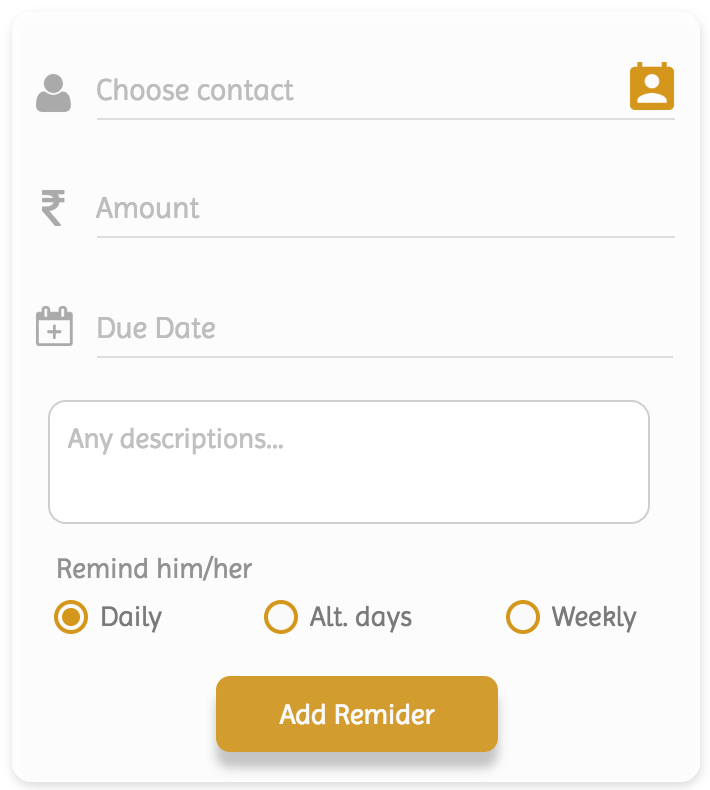 Choose contact
₹
Amount
Due Date
Any descriptions...
Remind him/her
Daily
Alt. days
Weekly
Add Remider